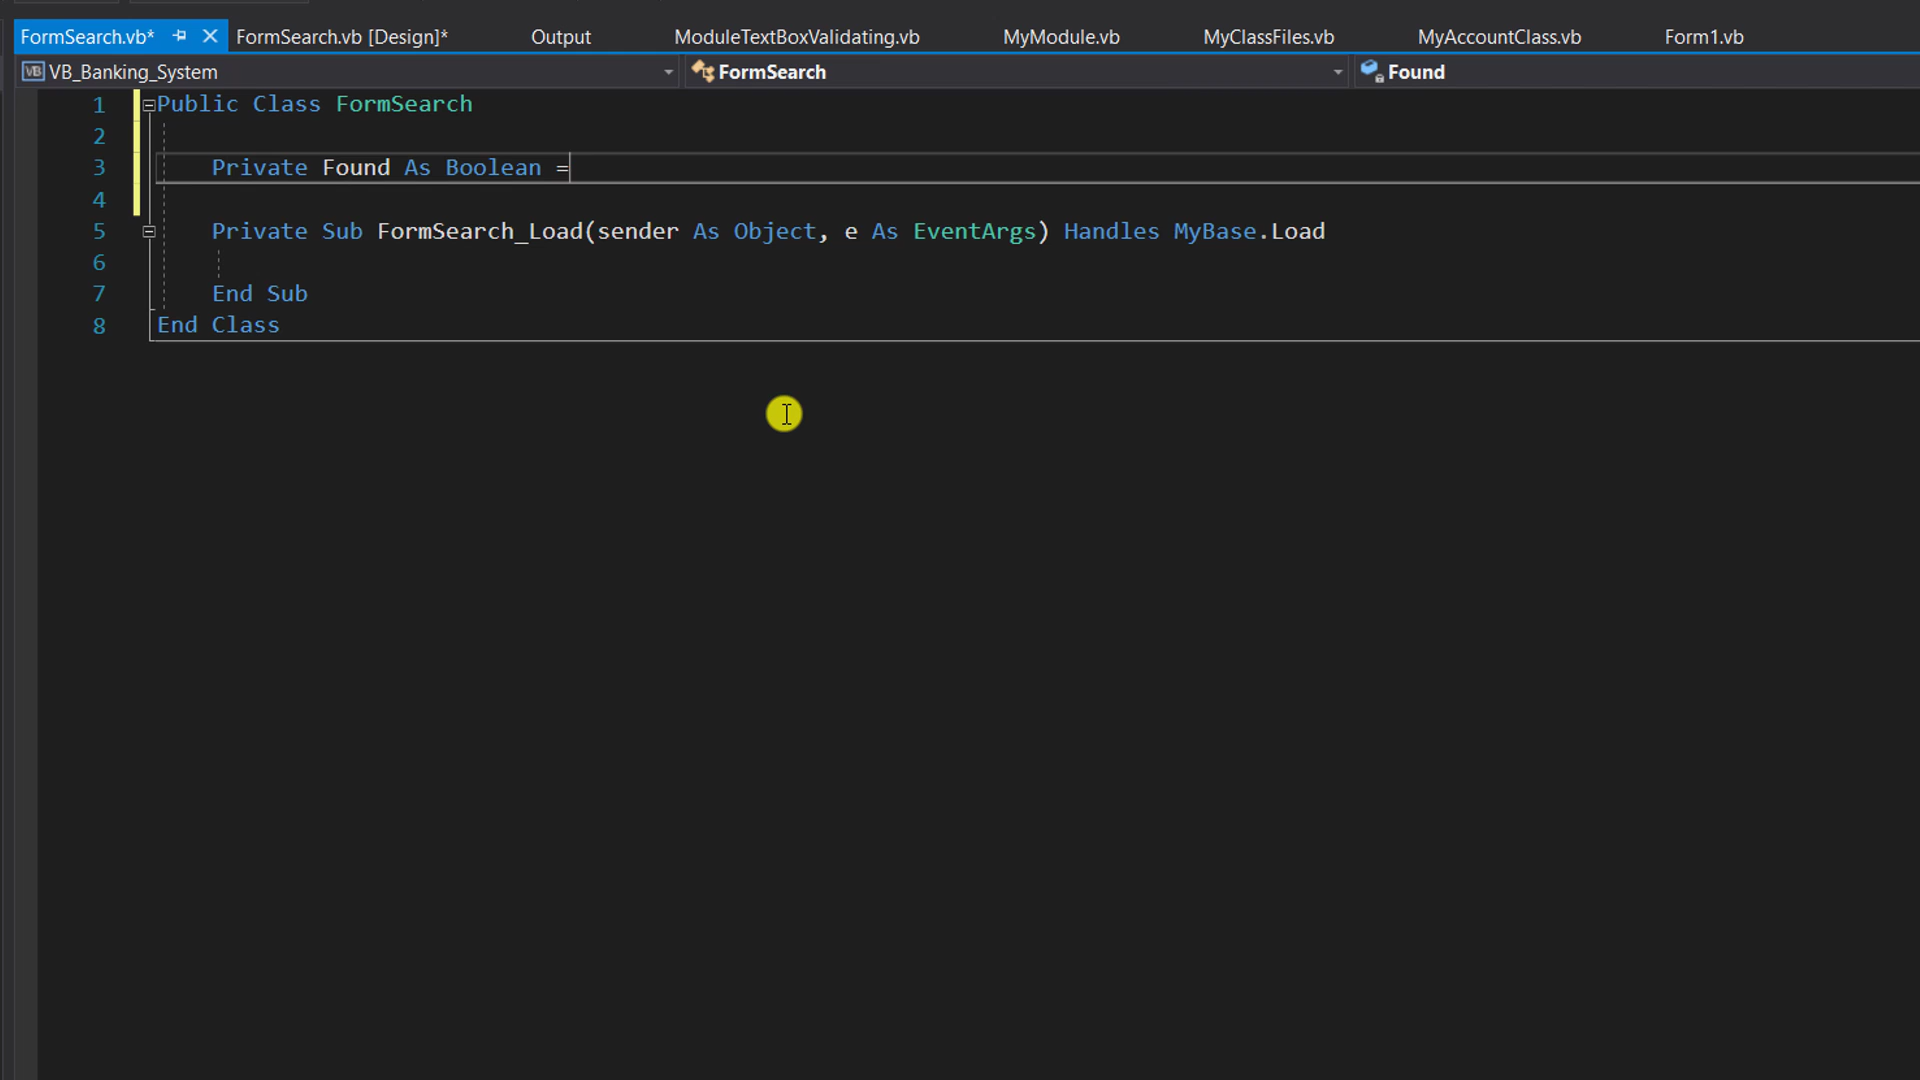 FormSearch.vb* FormSearch.vb [Design]* Output ModuleTextBoxValidating.vb MyModule.vb MyClassFiles.vb MyAccountClass.vb Form1.vb
VB VB_Banking_System FormSearch Found
1 Public Class FormSearch
2
3 Private Found As Boolean =
4
5 Private Sub FormSearch_Load(sender As Object, e As EventArgs) Handles MyBase.Load
6
7 End Sub
8 End Class